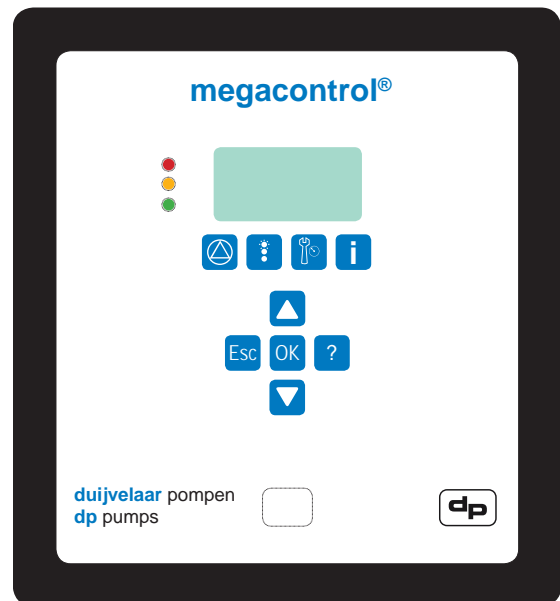 megacontrol®
i
Esc OK ?
duijvelaar pompen
dp pumps
dp